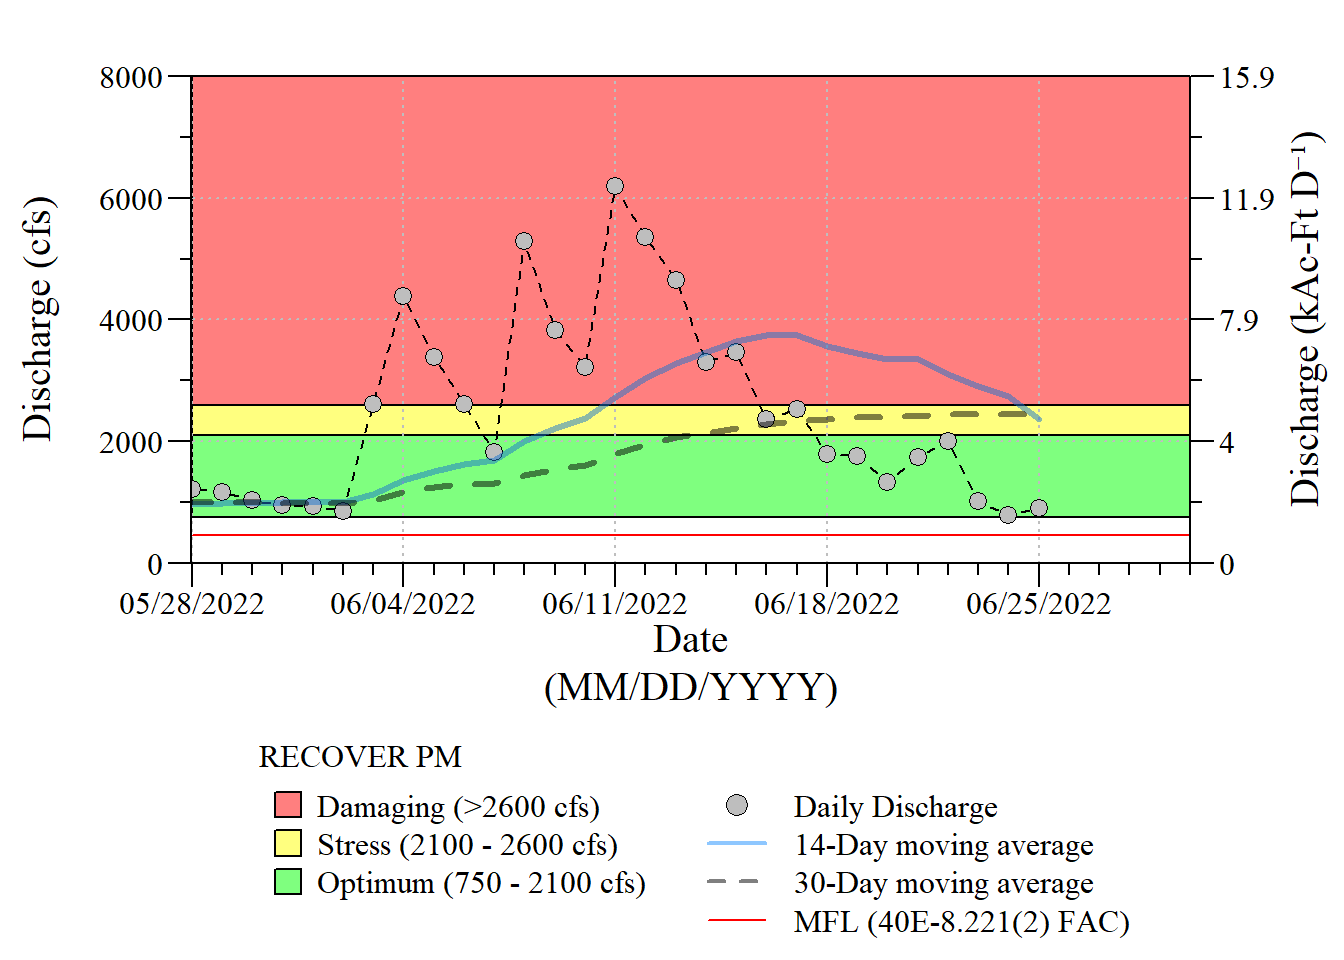 8000
6000
4000
2000
0
Discharge (cfs)
15.9
11.9
7.9
4
0
Discharge (kAc-Ft D⁻¹)
05/28/2022
06/04/2022
06/11/2022
06/18/2022
06/25/2022
Date
(MM/DD/YYYY)
RECOVER PM
Damaging (>2600 cfs)
Stress (2100 - 2600 cfs)
Optimum (750 - 2100 cfs)
Daily Discharge
14-Day moving average
30-Day moving average
MFL (40E-8.221(2) FAC)